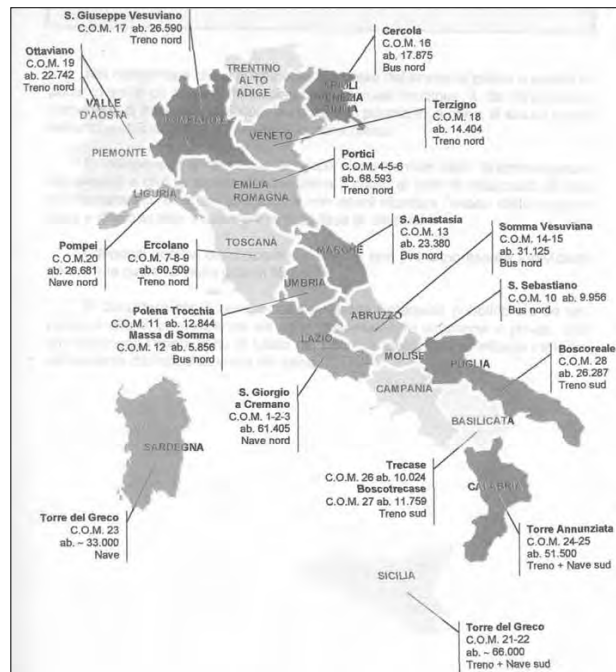 S. Giuseppe Vesuviano
C.O.M. 17 ab. 26.590
Treno nord
Ottaviano
C.O.M. 19
ab. 22.742
Treno nord
Cercola
C.O.M. 16
ab. 17.875
Bus nord
TRENTINO
ALTO
ADIGE
FRIULI
VENEZIA
GIULIA
VALLE
D'AOSTA
LOMBARDIA
VENETO
Terzigno
C.O.M. 18
ab. 14.404
Treno nord
PIEMONTE
Portici
C.O.M. 4-5-6
ab. 68.593
Treno nord
EMILIA
ROMAGNA
LIGURIA
TOSCANA
MARCHE
S. Anastasia
C.O.M. 13
ab. 23.380
Bus nord
Somma Vesuviana
C.O.M. 14-15
ab. 31.125
Bus nord
Pompei
C.O.M.20
ab. 26.681
Nave nord
Ercolano
C.O.M. 7-8-9
ab. 60.509
Treno nord
UMBRIA
S. Sebastiano
C.O.M. 10 ab. 9.956
Bus nord
Polena Trocchia
C.O.M. 11 ab. 12.844
Massa di Somma
C.O.M. 12 ab. 5.856
Bus nord
ABRUZZO
LAZIO
MOLISE
PUGLIA
Boscoreale
C.O.M. 28
ab. 26.287
Treno sud
CAMPANIA
S. Giorgio
a Cremano
C.O.M. 1-2-3
ab. 61.405
Nave nord
BASILICATA
SARDEGNA
Trecase
C.O.M. 26 ab. 10.024
Boscotrecase
C.O.M. 27 ab. 11.759
Treno sud
CALABRIA
Torre del Greco
C.O.M. 23
ab. ~ 33.000
Nave
Torre Annunziata
C.O.M. 24-25
ab. 51.500
Treno + Nave sud
SICILIA
Torre del Greco
C.O.M. 21-22
ab. ~ 66.000
Treno + Nave sud